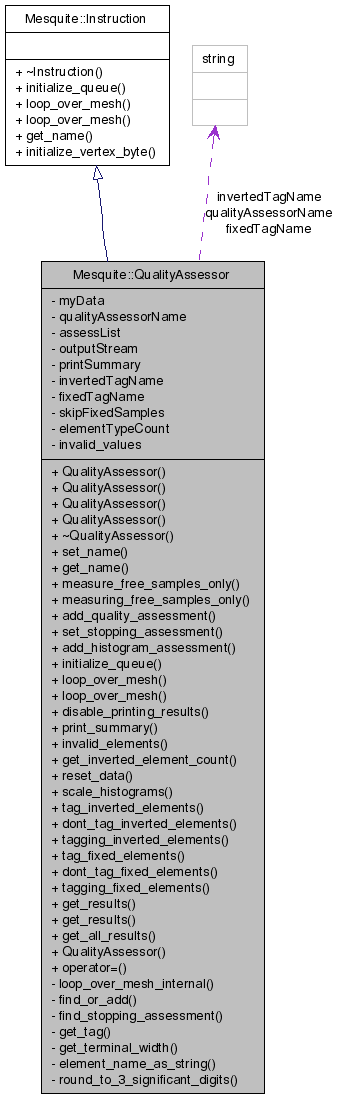 Mesquite::Instruction
+ ~Instruction()
+ initialize_queue()
+ loop_over_mesh()
+ loop_over_mesh()
+ get_name()
+ initialize_vertex_byte()
string
invertedTagName
qualityAssessorName
fixedTagName
Mesquite::QualityAssessor
- myData
- qualityAssessorName
- assessList
- outputStream
- printSummary
- invertedTagName
- fixedTagName
- skipFixedSamples
- elementTypeCount
- invalid_values
+ QualityAssessor()
+ QualityAssessor()
+ QualityAssessor()
+ QualityAssessor()
+ ~QualityAssessor()
+ set_name()
+ get_name()
+ measure_free_samples_only()
+ measuring_free_samples_only()
+ add_quality_assessment()
+ set_stopping_assessment()
+ add_histogram_assessment()
+ initialize_queue()
+ loop_over_mesh()
+ loop_over_mesh()
+ disable_printing_results()
+ print_summary()
+ invalid_elements()
+ get_inverted_element_count()
+ reset_data()
+ scale_histograms()
+ tag_inverted_elements()
+ dont_tag_inverted_elements()
+ tagging_inverted_elements()
+ tag_fixed_elements()
+ dont_tag_fixed_elements()
+ tagging_fixed_elements()
+ get_results()
+ get_results()
+ get_all_results()
+ QualityAssessor()
+ operator=()
- loop_over_mesh_internal()
- find_or_add()
- find_stopping_assessment()
- get_tag()
- get_terminal_width()
- element_name_as_string()
- round_to_3_significant_digits()